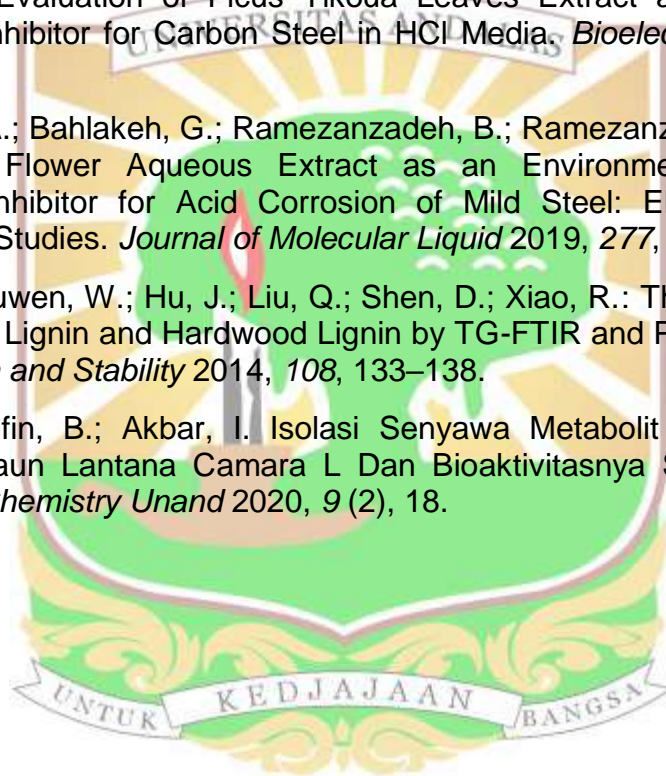 Evaluation of Ficus Tikoda Leaves Extract a
nhibitor for Carbon Steel in HCl Media. Bioelec
UNIVERSITAS ANDALAS
A.; Bahlakeh, G.; Ramezanzadeh, B.; Ramezanz
Flower Aqueous Extract as an Environme
nhibitor for Acid Corrosion of Mild Steel: E
Studies. Journal of Molecular Liquid 2019, 277,
uwen, W.; Hu, J.; Liu, Q.; Shen, D.; Xiao, R.: Th
Lignin and Hardwood Lignin by TG-FTIR and P
and Stability 2014, 108, 133–138.
fin, B.; Akbar, I. Isolasi Senyawa Metabolit
aun Lantana Camara L Dan Bioaktivitasnya S
hemistry Unand 2020, 9 (2), 18.
UNTUK KEDJAJAAN BANGSA